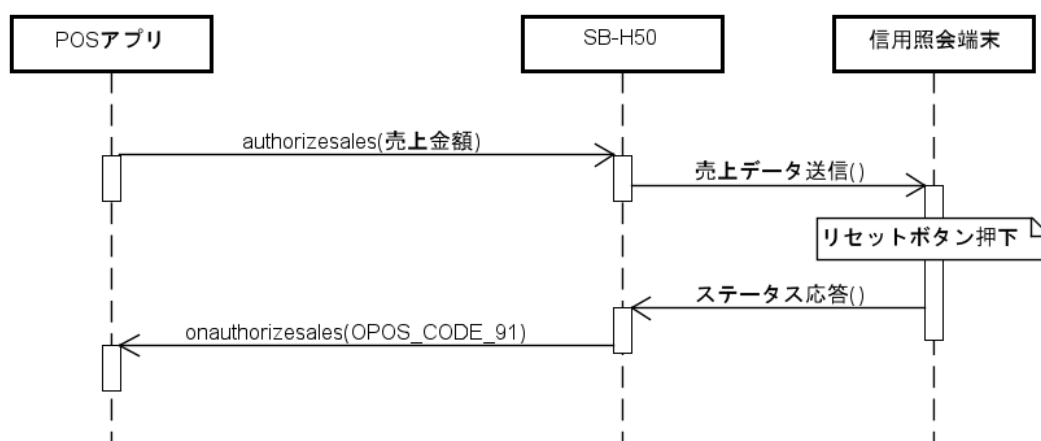 POSアプリ
SB-H50
信用照会端末
authorizesales(売上金額)
売上データ送信()
リセットボタン押下
ステータス応答()
onauthorizesales(OPOS_CODE_91)